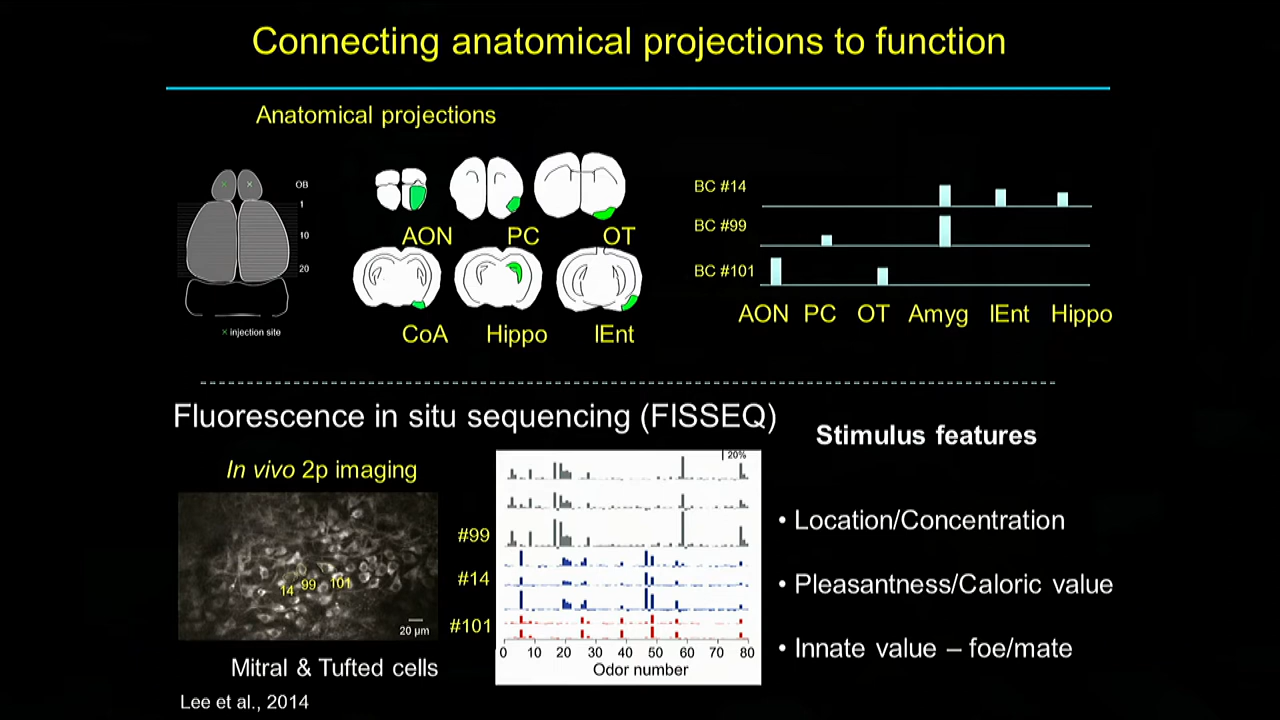 Connecting anatomical projections to function
Anatomical projections
OB
1
10
20
× injection site
AON PC OT
CoA Hippo lEnt
BC #14
BC #99
BC #101
AON PC OT Amyg lEnt Hippo
Fluorescence in situ sequencing (FISSEQ)
In vivo 2p imaging
14 99 101
20 µm
Mitral & Tufted cells
Lee et al., 2014
20%
#99
#14
#101
0 10 20 30 40 50 60 70 80
Odor number
Stimulus features
• Location/Concentration
• Pleasantness/Caloric value
• Innate value – foe/mate